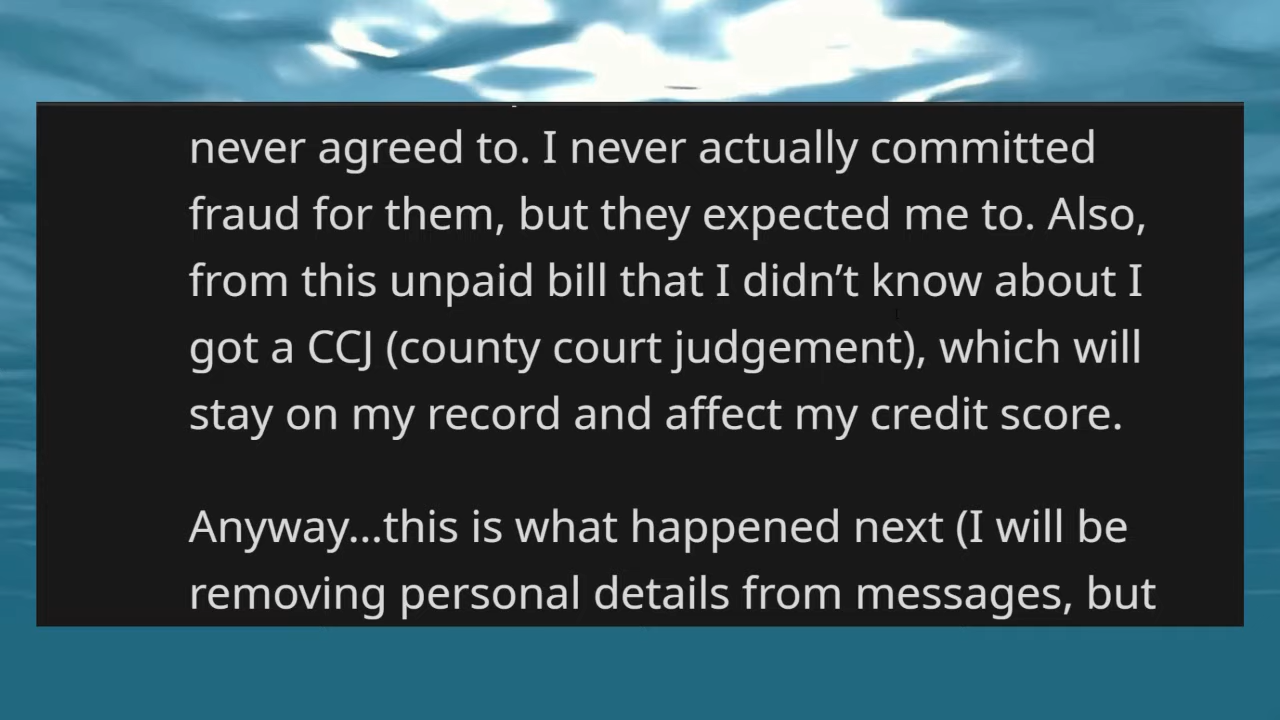 never agreed to. I never actually committed
fraud for them, but they expected me to. Also,
from this unpaid bill that I didn’t know about I
got a CCJ (county court judgement), which will
stay on my record and affect my credit score.
Anyway...this is what happened next (I will be
removing personal details from messages, but